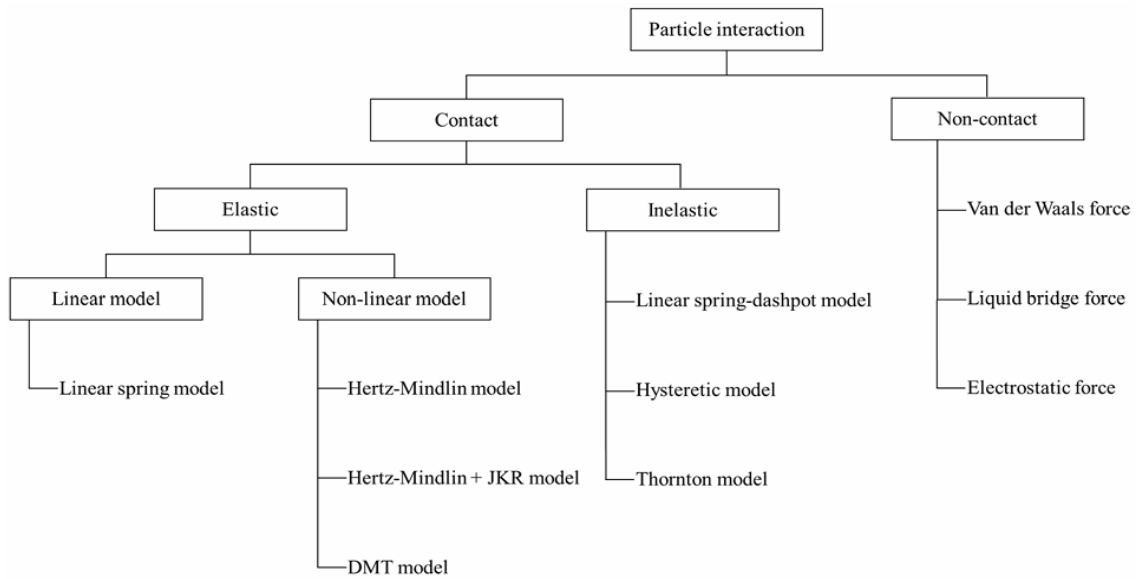 Particle interaction
Contact
Non-contact
Elastic
Inelastic
Van der Waals force
Linear model
Non-linear model
Linear spring-dashpot model
Liquid bridge force
Linear spring model
Hertz-Mindlin model
Hysteretic model
Electrostatic force
Hertz-Mindlin + JKR model
Thornton model
DMT model